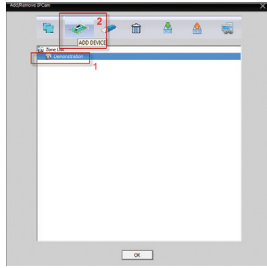 Add/Remove IPCam
X
2
ADD DEVICE
Zone List
Demonstration
1
OK